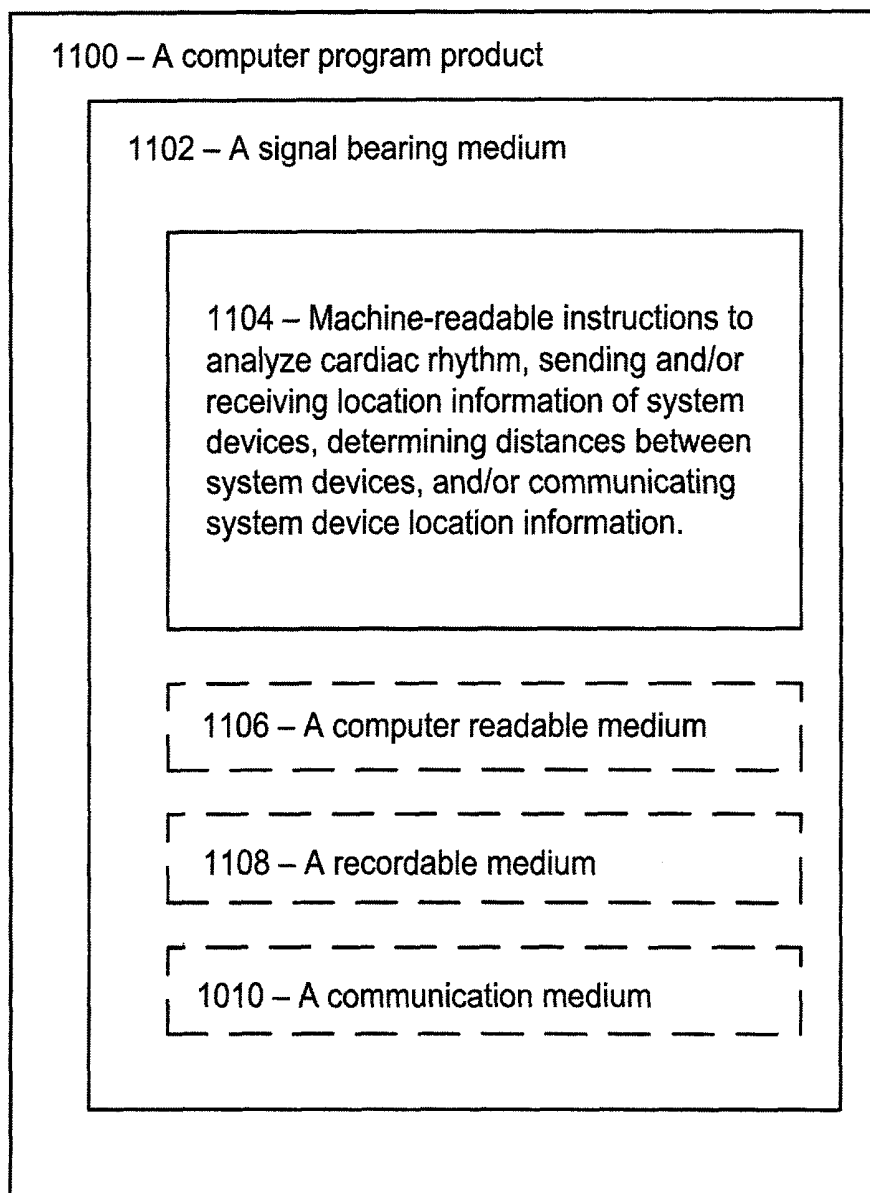 1100 – A computer program product
1102 – A signal bearing medium
1104 – Machine-readable instructions to
analyze cardiac rhythm, sending and/or
receiving location information of system
devices, determining distances between
system devices, and/or communicating
system device location information.
1106 – A computer readable medium
1108 – A recordable medium
1010 – A communication medium